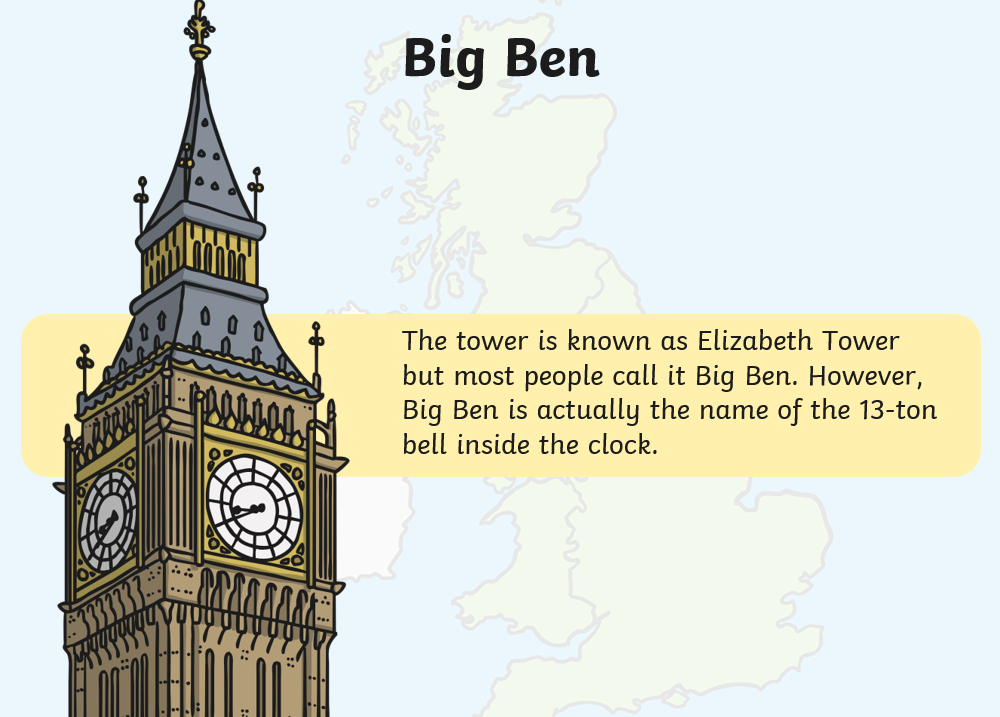 Big Ben
The tower is known as Elizabeth Tower
but most people call it Big Ben. However,
Big Ben is actually the name of the 13-ton
bell inside the clock.